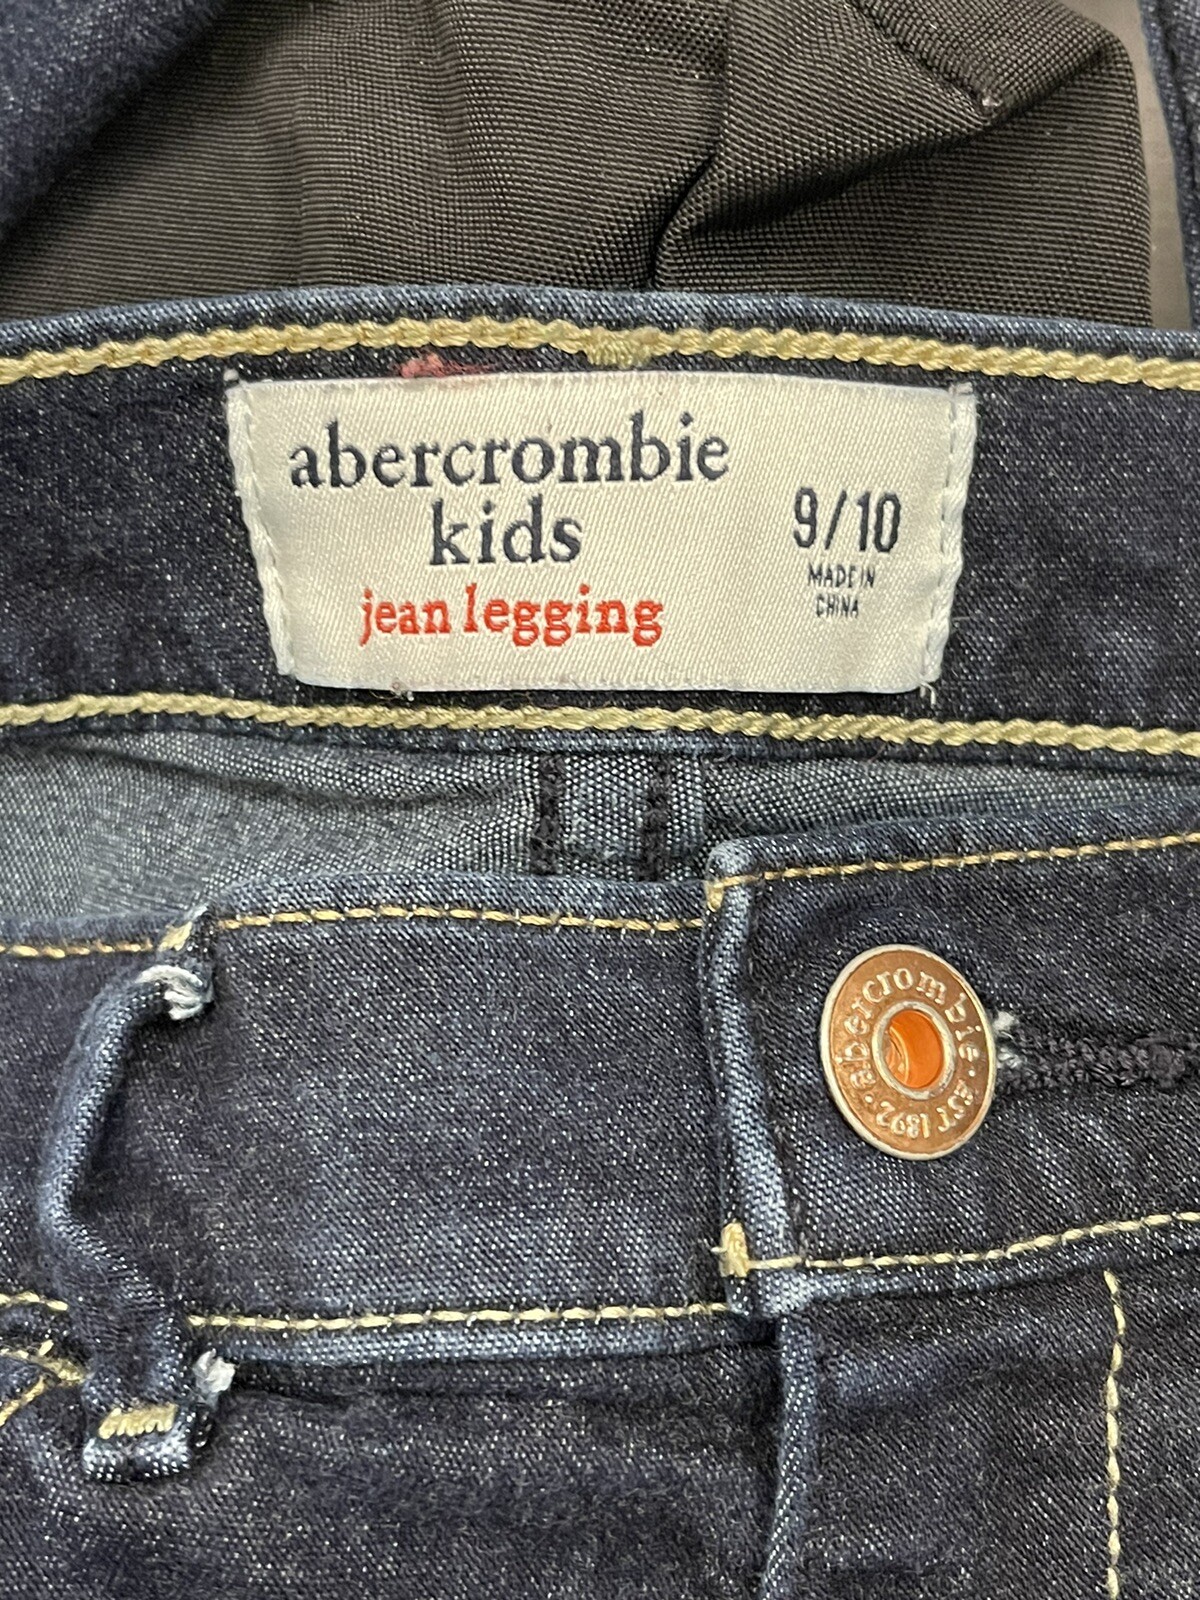 abercrombie
kids
jean legging
9/10
MADE IN
CHINA
abercrombie · EST 1892 ·